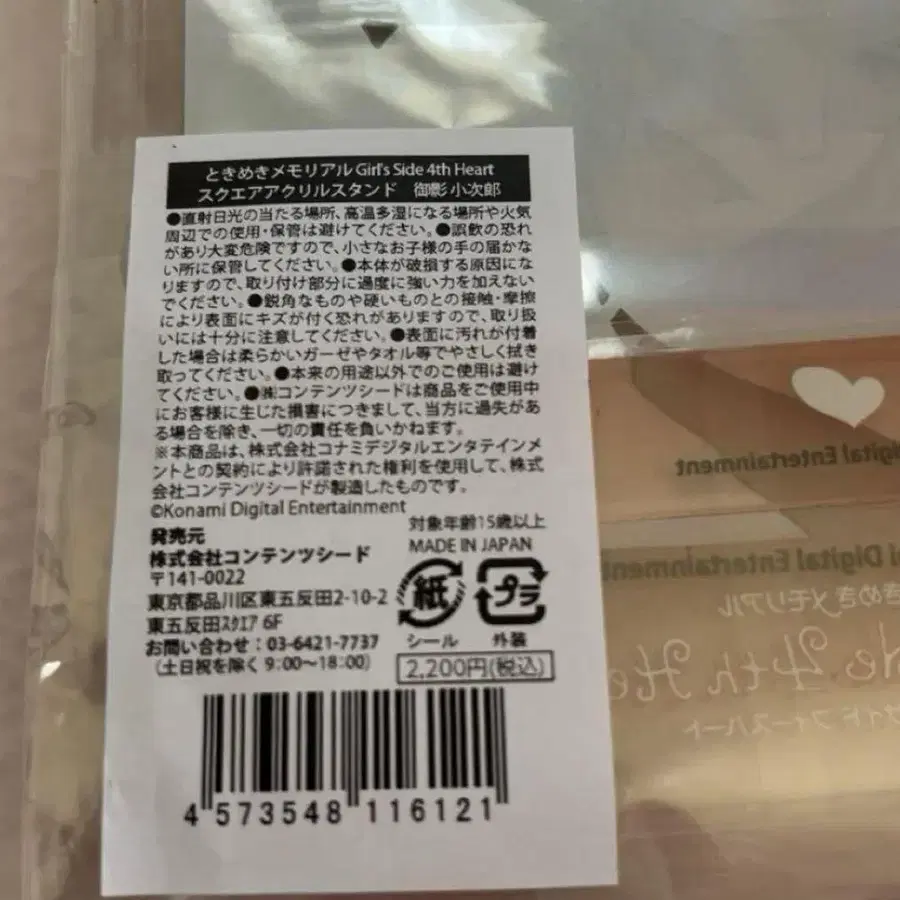 ときめきメモリアル Girl's Side 4th Heart
スクエアアクリルスタンド 御影 小次郎
●直射日光の当たる場所、高温多湿になる場所や火気
周辺での使用・保管は避けてください。●誤飲の恐れ
があり大変危険ですので、小さなお子様の手の届かな
い所に保管してください。●本体が破損する原因にな
りますので、取り付け部分に過度に強い力を加えない
でください。●鋭角なものや硬いものとの接触・摩擦
により表面にキズが付く恐れがありますので、取り扱
いには十分に注意してください。●表面に汚れが付着
した場合は柔らかいガーゼやタオル等でやさしく拭き
取ってください。●本来の用途以外でのご使用は避け
てください。●㈱コンテンツシードは商品をご使用中
にお客様に生じた損害につきまして、当方に過失があ
る場合を除き、一切の責任を負いかねます。
※本商品は、株式会社コナミデジタルエンタテインメ
ントとの契約により許諾された権利を使用して、株式
会社コンテンツシードが製造したものです。
©Konami Digital Entertainment
発売元
株式会社コンテンツシード
〒141-0022
東京都品川区東五反田2-10-2
東五反田ｽｸｴｱ 6F
お問い合わせ：03-6421-7737
（土日祝を除く 9:00～18:00）
対象年齢15歳以上
MADE IN JAPAN
紙 プラ
シール 外装
2,200円(税込)
4 573548 116121
igital Entertainment
i Digital Entertainment
きめきメモリアル
No 4th He
サイド フォースハート